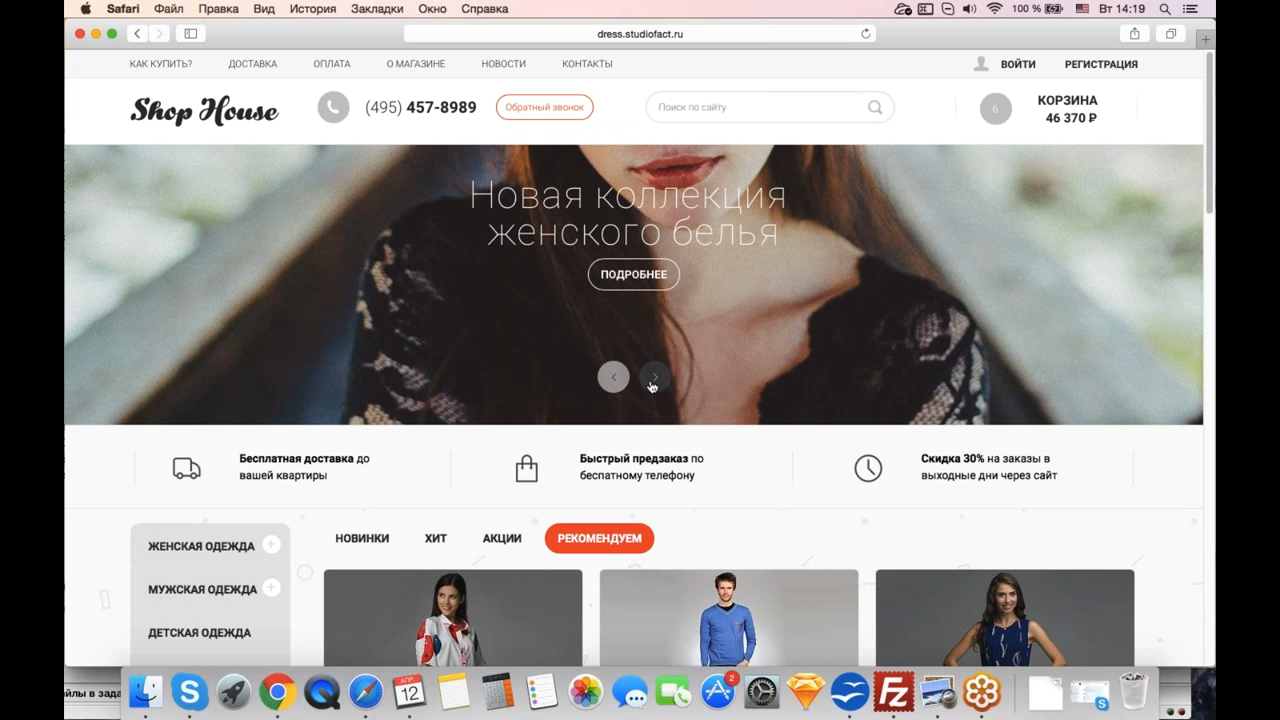 Safari Файл Правка Вид История Закладки Окно Справка 100 % Вт 14:19
dress.studiofact.ru
КАК КУПИТЬ? ДОСТАВКА ОПЛАТА О МАГАЗИНЕ НОВОСТИ КОНТАКТЫ ВОЙТИ РЕГИСТРАЦИЯ
Shop House (495) 457-8989 Обратный звонок Поиск по сайту 6 КОРЗИНА
46 370 ₽
Новая коллекция
женского белья
ПОДРОБНЕЕ
Бесплатная доставка до
вашей квартиры
Быстрый предзаказ по
беспатному телефону
Скидка 30% на заказы в
выходные дни через сайт
НОВИНКИ ХИТ АКЦИИ РЕКОМЕНДУЕМ
ЖЕНСКАЯ ОДЕЖДА
МУЖСКАЯ ОДЕЖДА
ДЕТСКАЯ ОДЕЖДА
йлы в зада
АПР
12
2